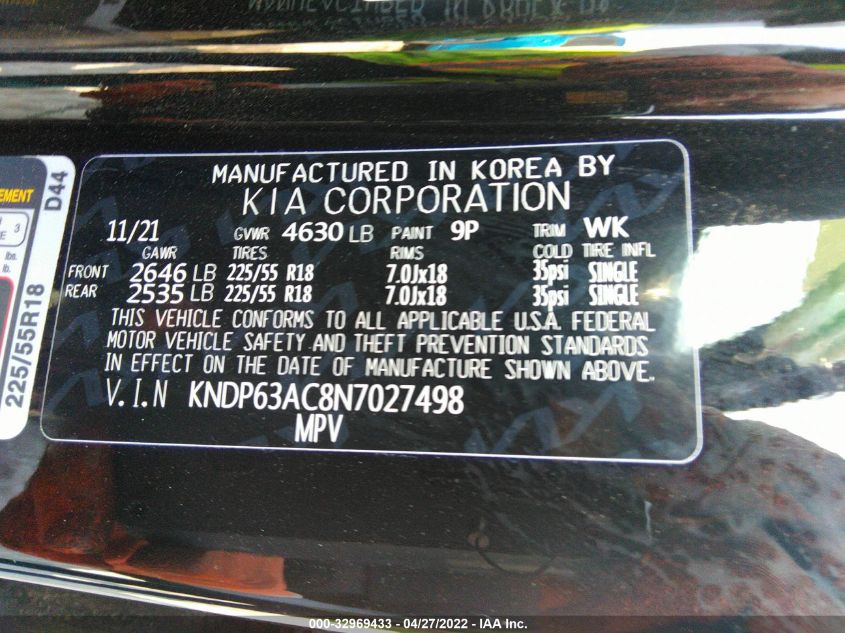 MANUFACTURED IN KOREA BY
KIA CORPORATION
11/21 GVWR 4630 LB PAINT 9P TRIM WK
GAWR TIRES RIMS COLD TIRE INFL
FRONT 2646 LB 225/55 R18 7.0Jx18 35psi SINGLE
REAR 2535 LB 225/55 R18 7.0Jx18 35psi SINGLE
THIS VEHICLE CONFORMS TO ALL APPLICABLE U.S.A. FEDERAL
MOTOR VEHICLE SAFETY AND THEFT PREVENTION STANDARDS
IN EFFECT ON THE DATE OF MANUFACTURE SHOWN ABOVE.
V.I.N KNDP63AC8N7027498
MPV
D44
225/55R18
3
lbs.
lb.
000-32969433 - 04/27/2022 - IAA Inc.